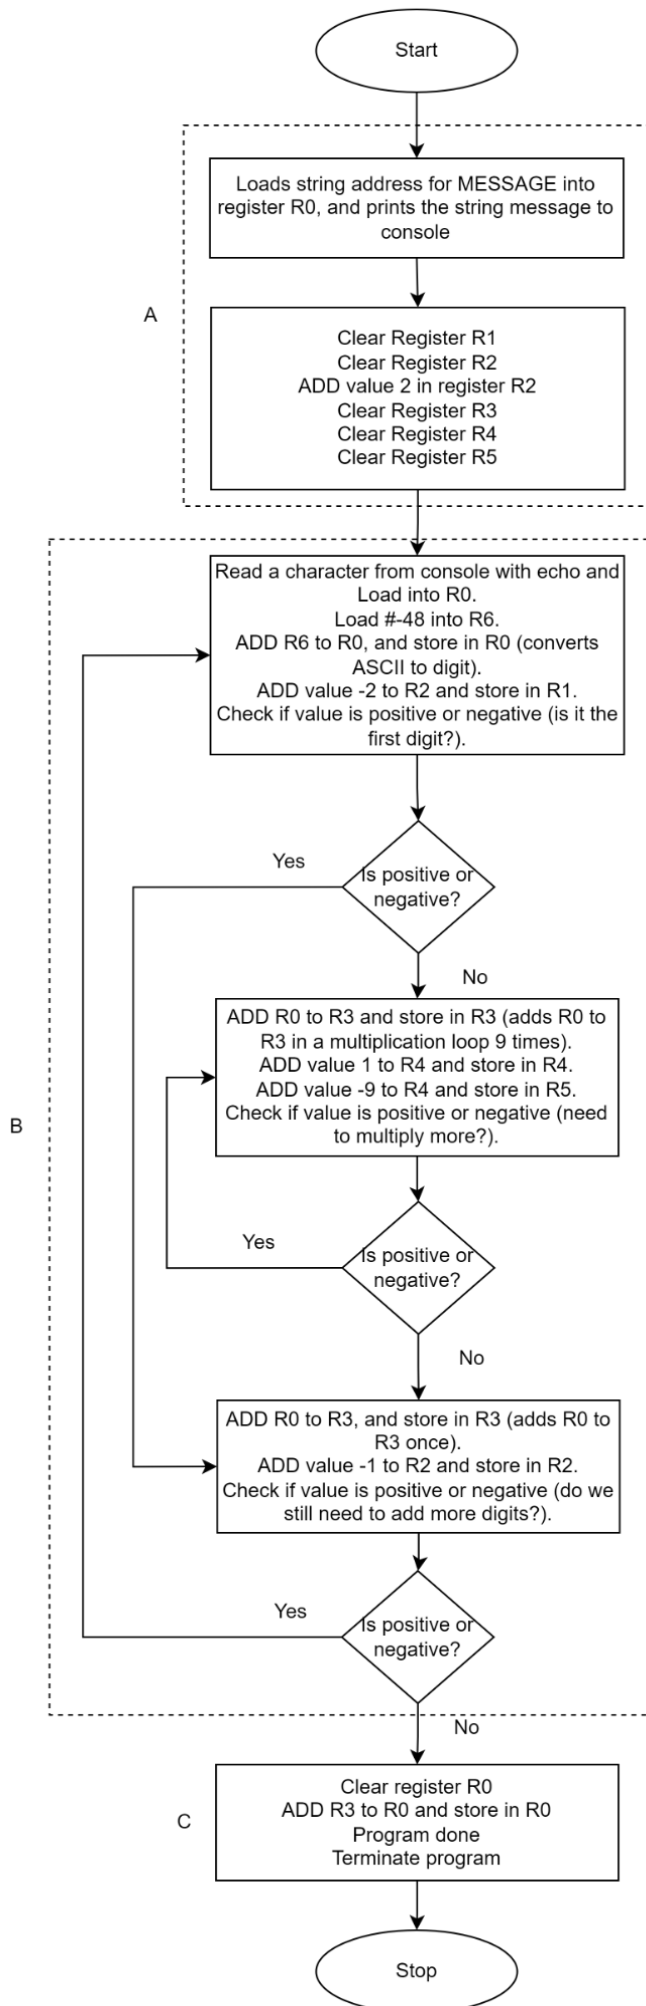 Start
Loads string address for MESSAGE into
register R0, and prints the string message to
console
A
Clear Register R1
Clear Register R2
ADD value 2 in register R2
Clear Register R3
Clear Register R4
Clear Register R5
Read a character from console with echo and
Load into R0.
Load #-48 into R6.
ADD R6 to R0, and store in R0 (converts
ASCII to digit).
ADD value -2 to R2 and store in R1.
Check if value is positive or negative (is it the
first digit?).
Yes
Is positive or
negative?
No
ADD R0 to R3 and store in R3 (adds R0 to
R3 in a multiplication loop 9 times).
ADD value 1 to R4 and store in R4.
ADD value -9 to R4 and store in R5.
Check if value is positive or negative (need
to multiply more?).
B
Yes
Is positive or
negative?
No
ADD R0 to R3, and store in R3 (adds R0 to
R3 once).
ADD value -1 to R2 and store in R2.
Check if value is positive or negative (do we
still need to add more digits?).
Yes
Is positive or
negative?
No
Clear register R0
ADD R3 to R0 and store in R0
Program done
Terminate program
C
Stop